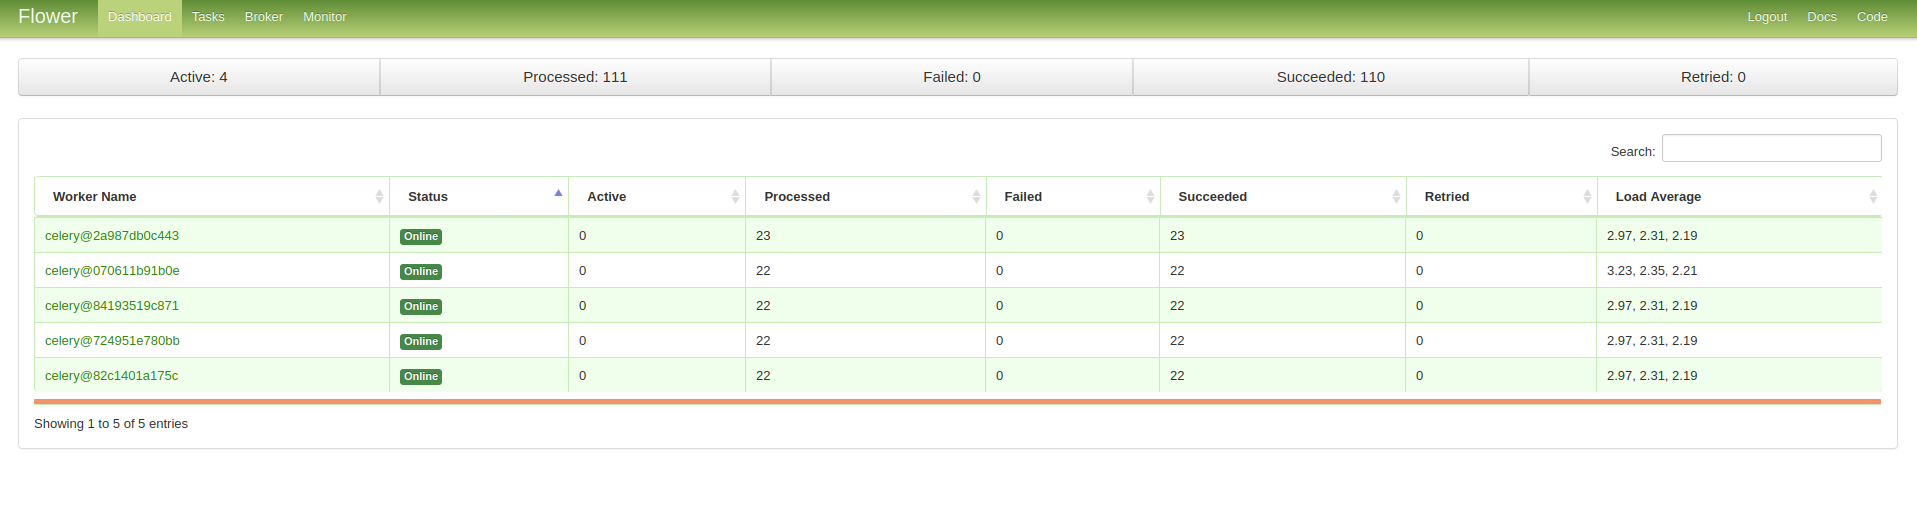 Flower Dashboard Tasks Broker Monitor Logout Docs Code
Active: 4 Processed: 111 Failed: 0 Succeeded: 110 Retried: 0
Search:
Worker Name Status Active Processed Failed Succeeded Retried Load Average
celery@2a987db0c443 Online 0 23 0 23 0 2.97, 2.31, 2.19
celery@070611b91b0e Online 0 22 0 22 0 3.23, 2.35, 2.21
celery@84193519c871 Online 0 22 0 22 0 2.97, 2.31, 2.19
celery@724951e780bb Online 0 22 0 22 0 2.97, 2.31, 2.19
celery@82c1401a175c Online 0 22 0 22 0 2.97, 2.31, 2.19
Showing 1 to 5 of 5 entries